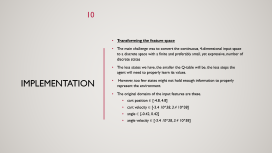 10
IMPLEMENTATION
• Transforming the feature space
• The main challenge was to convert the continuous, 4-dimensional input space
to a discrete space with a finite and preferably small, yet expressive, number of
discrete states
• The less states we have, the smaller the Q-table will be, the less steps the
agent will need to properly learn its values
• However too few states might not hold enough information to properly
represent the environment
• The original domains of the input features are these.
• cart position ∈ [-4.8, 4.8]
• cart velocity ∈ [-3.4 10^38, 3.4 10^38]
• angle ∈ [-0.42, 0.42]
• angle velocity ∈ [-3.4 10^38, 3.4 10^38]